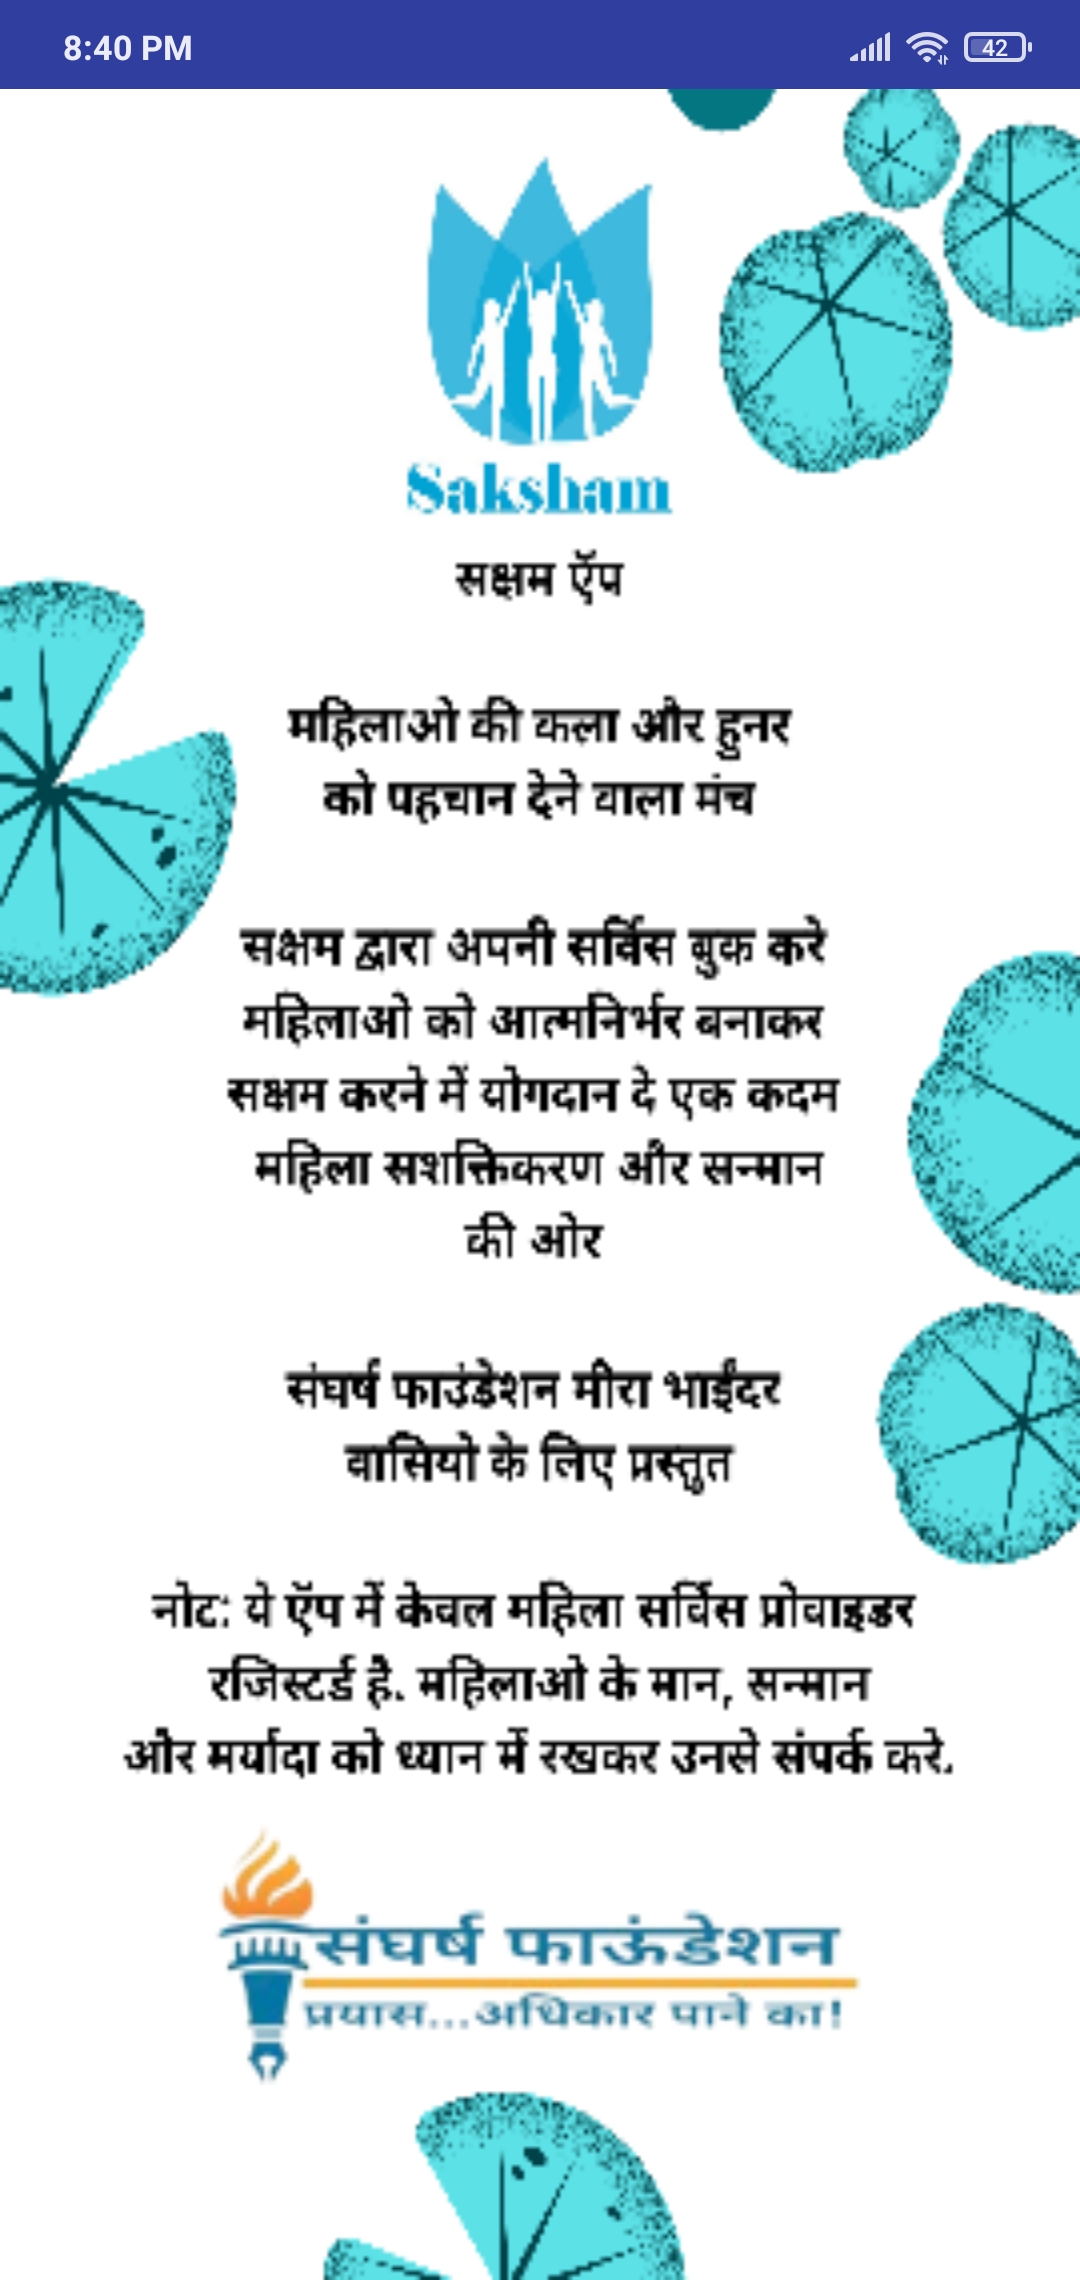 8:40 PM
42
Saksham
सक्षम ऍप
महिलाओ की कला और हुनर
को पहचान देने वाला मंच
सक्षम द्वारा अपनी सर्विस बुक करे
महिलाओ को आत्मनिर्भर बनाकर
सक्षम करने में योगदान दे एक कदम
महिला सशक्तिकरण और सन्मान
की ओर
संघर्ष फाउंडेशन मीरा भाईंदर
वासियो के लिए प्रस्तुत
नोट: ये ऍप में केवल महिला सर्विस प्रोवाइडर
रजिस्टर्ड है. महिलाओ के मान, सन्मान
और मर्यादा को ध्यान में रखकर उनसे संपर्क करे.
संघर्ष फाऊंडेशन
प्रयास...अधिकार पाने का!